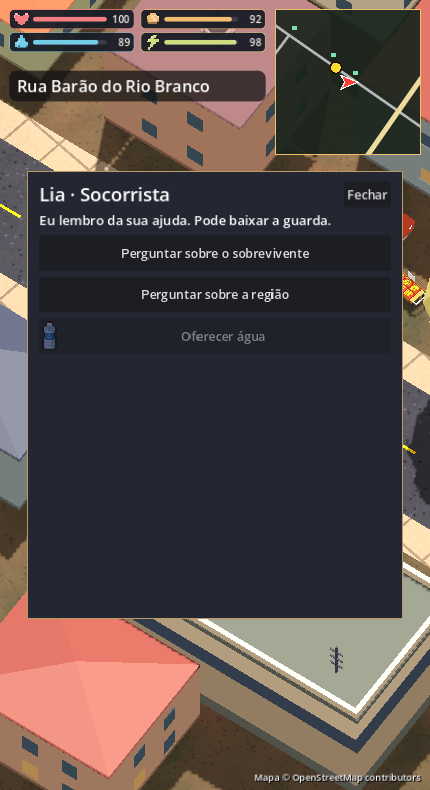 100
92
89
98
Rua Barão do Rio Branco
Lia · Socorrista
Fechar
Eu lembro da sua ajuda. Pode baixar a guarda.
Perguntar sobre o sobrevivente
Perguntar sobre a região
Oferecer água
Mapa © OpenStreetMap contributors